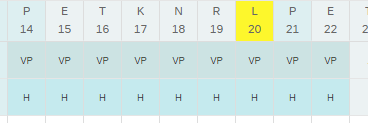 P E T K N R L P E T
14 15 16 17 18 19 20 21 22
VP VP VP VP VP VP VP VP VP
H H H H H H H H H